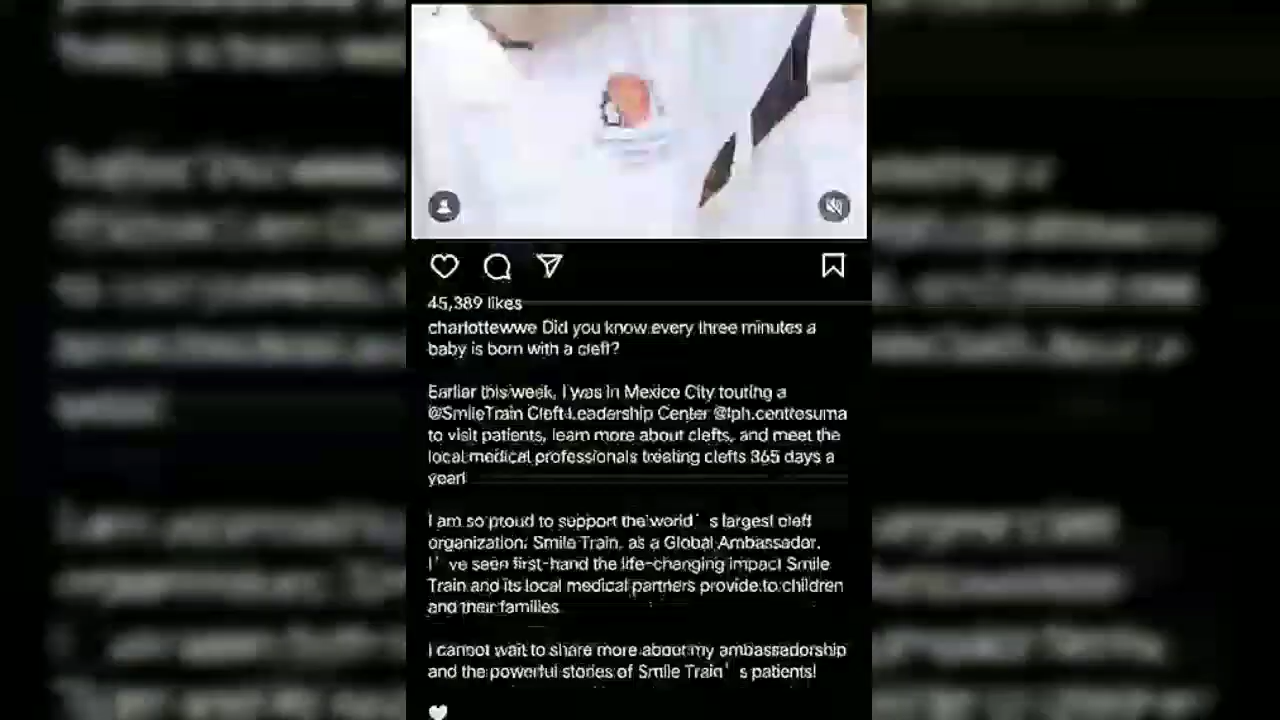 45,389 likes
charlottewwe Did you know every three minutes a
baby is born with a cleft?
Earlier this week, I was in Mexico City touring a
@SmileTrain Cleft Leadership Center @lph.centrosuma
to visit patients, learn more about clefts, and meet the
local medical professionals treating clefts 365 days a
year!
I am so proud to support the world's largest cleft
organization, Smile Train, as a Global Ambassador.
I've seen first-hand the life-changing impact Smile
Train and its local medical partners provide to children
and their families
I cannot wait to share more about my ambassadorship
and the powerful stories of Smile Train's patients!